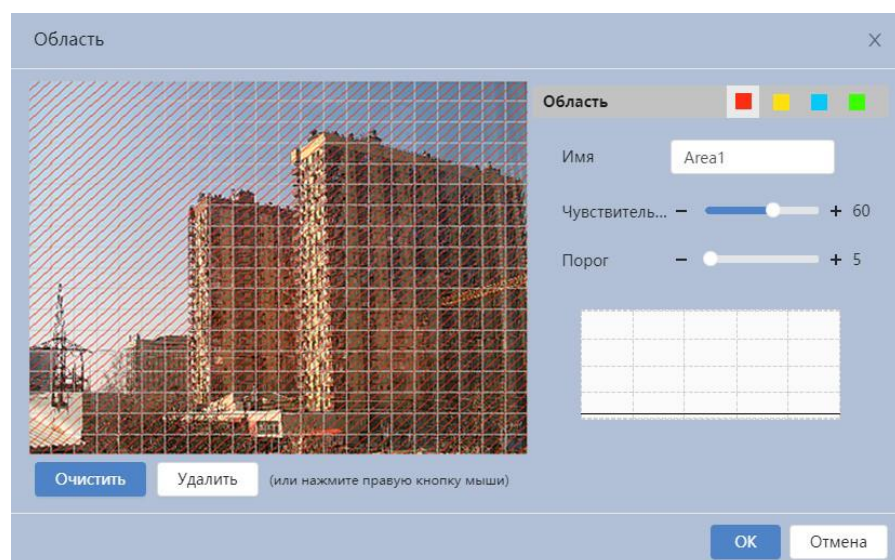 Область
Область
Имя
Area1
Чувствитель...
60
Порог
5
Очистить
Удалить
(или нажмите правую кнопку мыши)
OK
Отмена